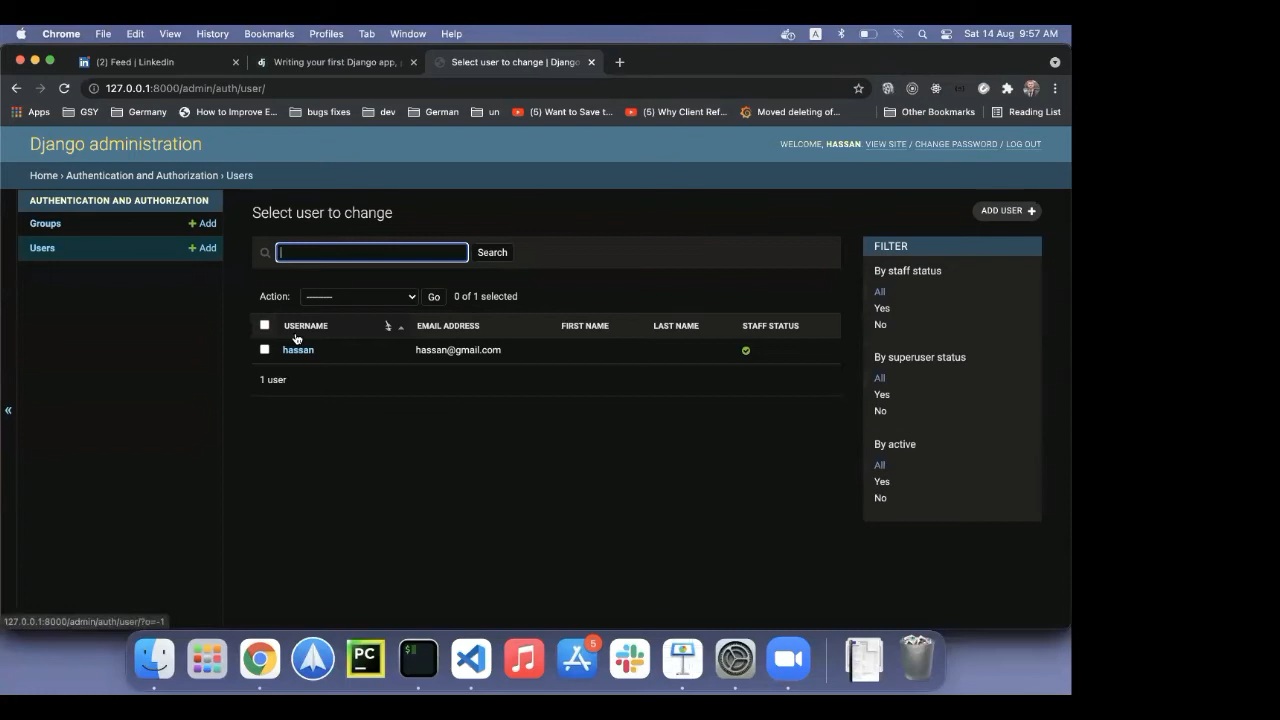 Chrome File Edit View History Bookmarks Profiles Tab Window Help A Sat 14 Aug 9:57 AM
(2) Feed | LinkedIn dj Writing your first Django app, Select user to change | Django
127.0.0.1:8000/admin/auth/user/
Apps GSY Germany How to Improve E... bugs fixes dev German un (5) Want to Save t... (5) Why Client Ref... Moved deleting of... Other Bookmarks Reading List
Django administration
WELCOME, HASSAN. VIEW SITE / CHANGE PASSWORD / LOG OUT
Home › Authentication and Authorization › Users
AUTHENTICATION AND AUTHORIZATION
Groups + Add
Users + Add
«
Select user to change
ADD USER +
Search
Action: --------- Go 0 of 1 selected
USERNAME EMAIL ADDRESS FIRST NAME LAST NAME STAFF STATUS
hassan hassan@gmail.com
1 user
FILTER
By staff status
All
Yes
No
By superuser status
All
Yes
No
By active
All
Yes
No
127.0.0.1:8000/admin/auth/user/?o=-1
PC $ 5